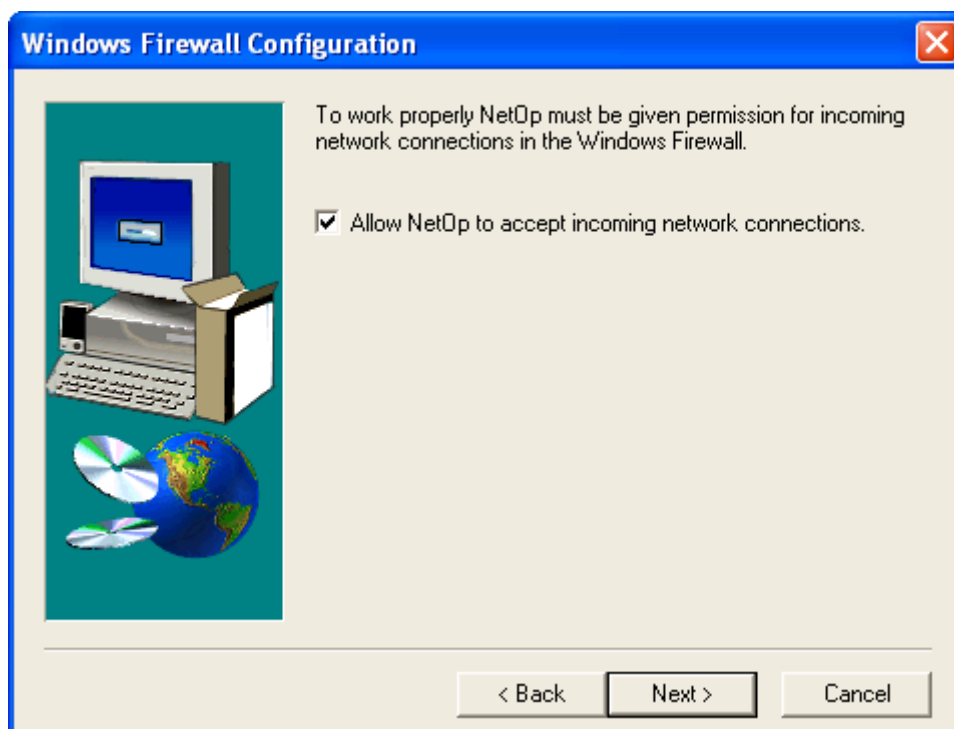 Windows Firewall Configuration
To work properly NetOp must be given permission for incoming
network connections in the Windows Firewall.
Allow NetOp to accept incoming network connections.
< Back
Next >
Cancel